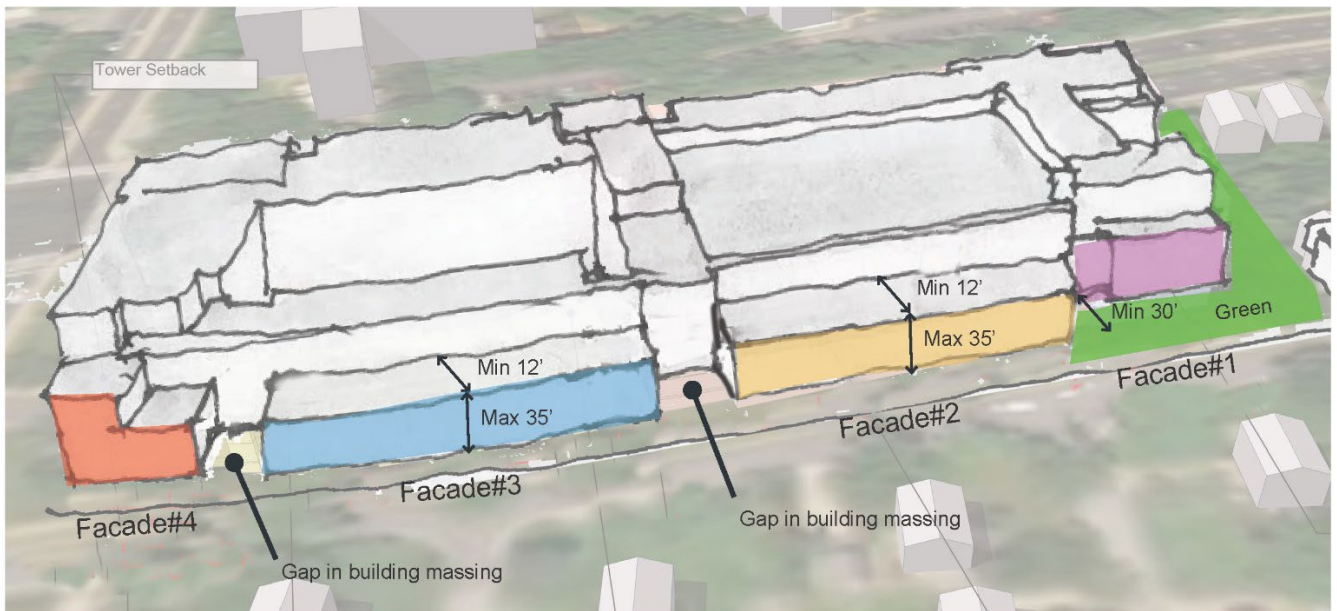 Tower Setback
Min 12’
Max 35’
Min 30’
Green
Min 12’
Max 35’
Facade#1
Facade#2
Facade#3
Facade#4
Gap in building massing
Gap in building massing